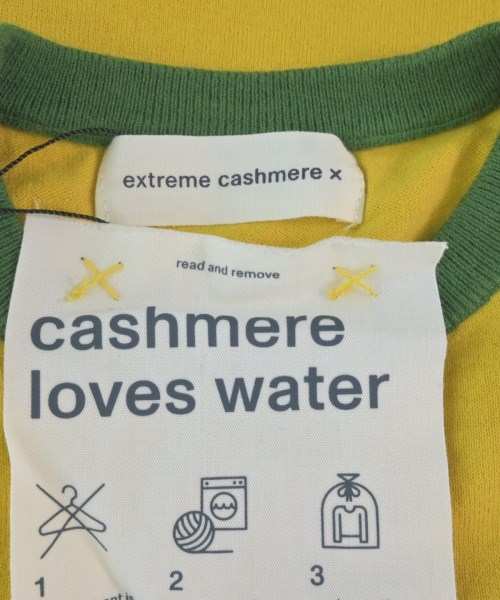 extreme cashmere x
read and remove
cashmere
loves water
1 2 3